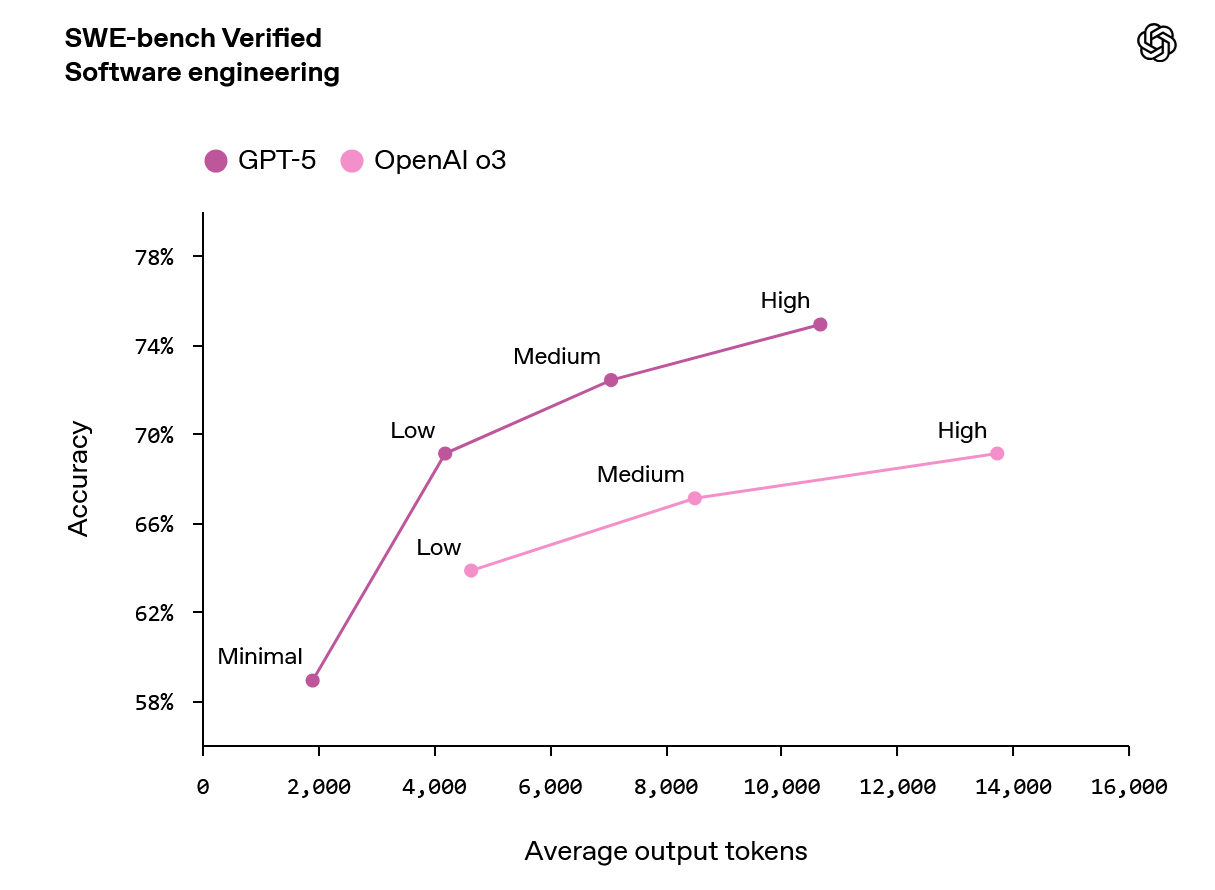 SWE-bench Verified
Software engineering
GPT-5 OpenAI o3
78%
High
74%
Medium
Low
High
70%
Medium
66%
Low
62%
Minimal
58%
Accuracy
0 2,000 4,000 6,000 8,000 10,000 12,000 14,000 16,000
Average output tokens